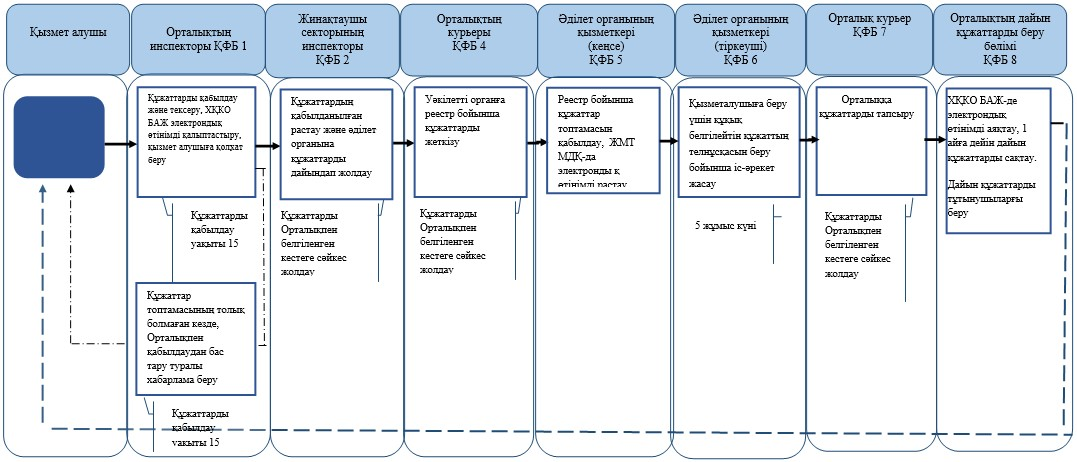 Қызмет алушы
Орталықтың
инспекторы ҚФБ 1
Жинақтаушы
секторының
инспекторы
ҚФБ 2
Орталықтың
курьеры
ҚФБ 4
Әділет органының
қызметкері
(кеңсе)
ҚФБ 5
Әділет органының
қызметкері
(тіркеуші)
ҚФБ 6
Орталық курьер
ҚФБ 7
Орталықтың дайын
құжаттарды беру
бөлімі
ҚФБ 8
Құжаттарды қабылдау
және тексеру, ХҚКО
БАЖ электрондық
өтінімді қалыптастыру,
қызмет алушыға қолхат
беру
Құжаттарды
қабылдау
уақыты 15
Құжаттар
топтамасының толық
болмаған кезде,
Орталықпен
қабылдаудан бас
тару туралы
хабарлама беру
Құжаттарды
қабылдау
уақыты 15
Құжаттардың
қабылданылған
растау және әділет
органына
құжаттарды
дайындап жолдау
Құжаттарды
Орталықпен
белгіленген
кестеге сәйкес
жолдау
Уәкілетті органға
реестр бойынша
құжаттарды
жеткізу
Құжаттарды
Орталықпен
белгіленген
кестеге сәйкес
жолдау
Реестр бойынша
құжаттар
топтамасын
қабылдау, ЖМТ
МДҚ-да
электронды қ
өтінімді растау
Қызметалушыға беру
үшін құқық
белгілейтін құжаттың
телнұсқасын беру
бойынша іс-әрекет
жасау
5 жұмыс күні
Орталыққа
құжаттарды тапсыру
Құжаттарды
Орталықпен
белгіленген
кестеге сәйкес
жолдау
ХҚКО БАЖ-де
электрондық
өтінімді аяқтау, 1
айға дейін дайын
құжаттарды сақтау.
Дайын құжаттарды
тұтынушыларғы
беру